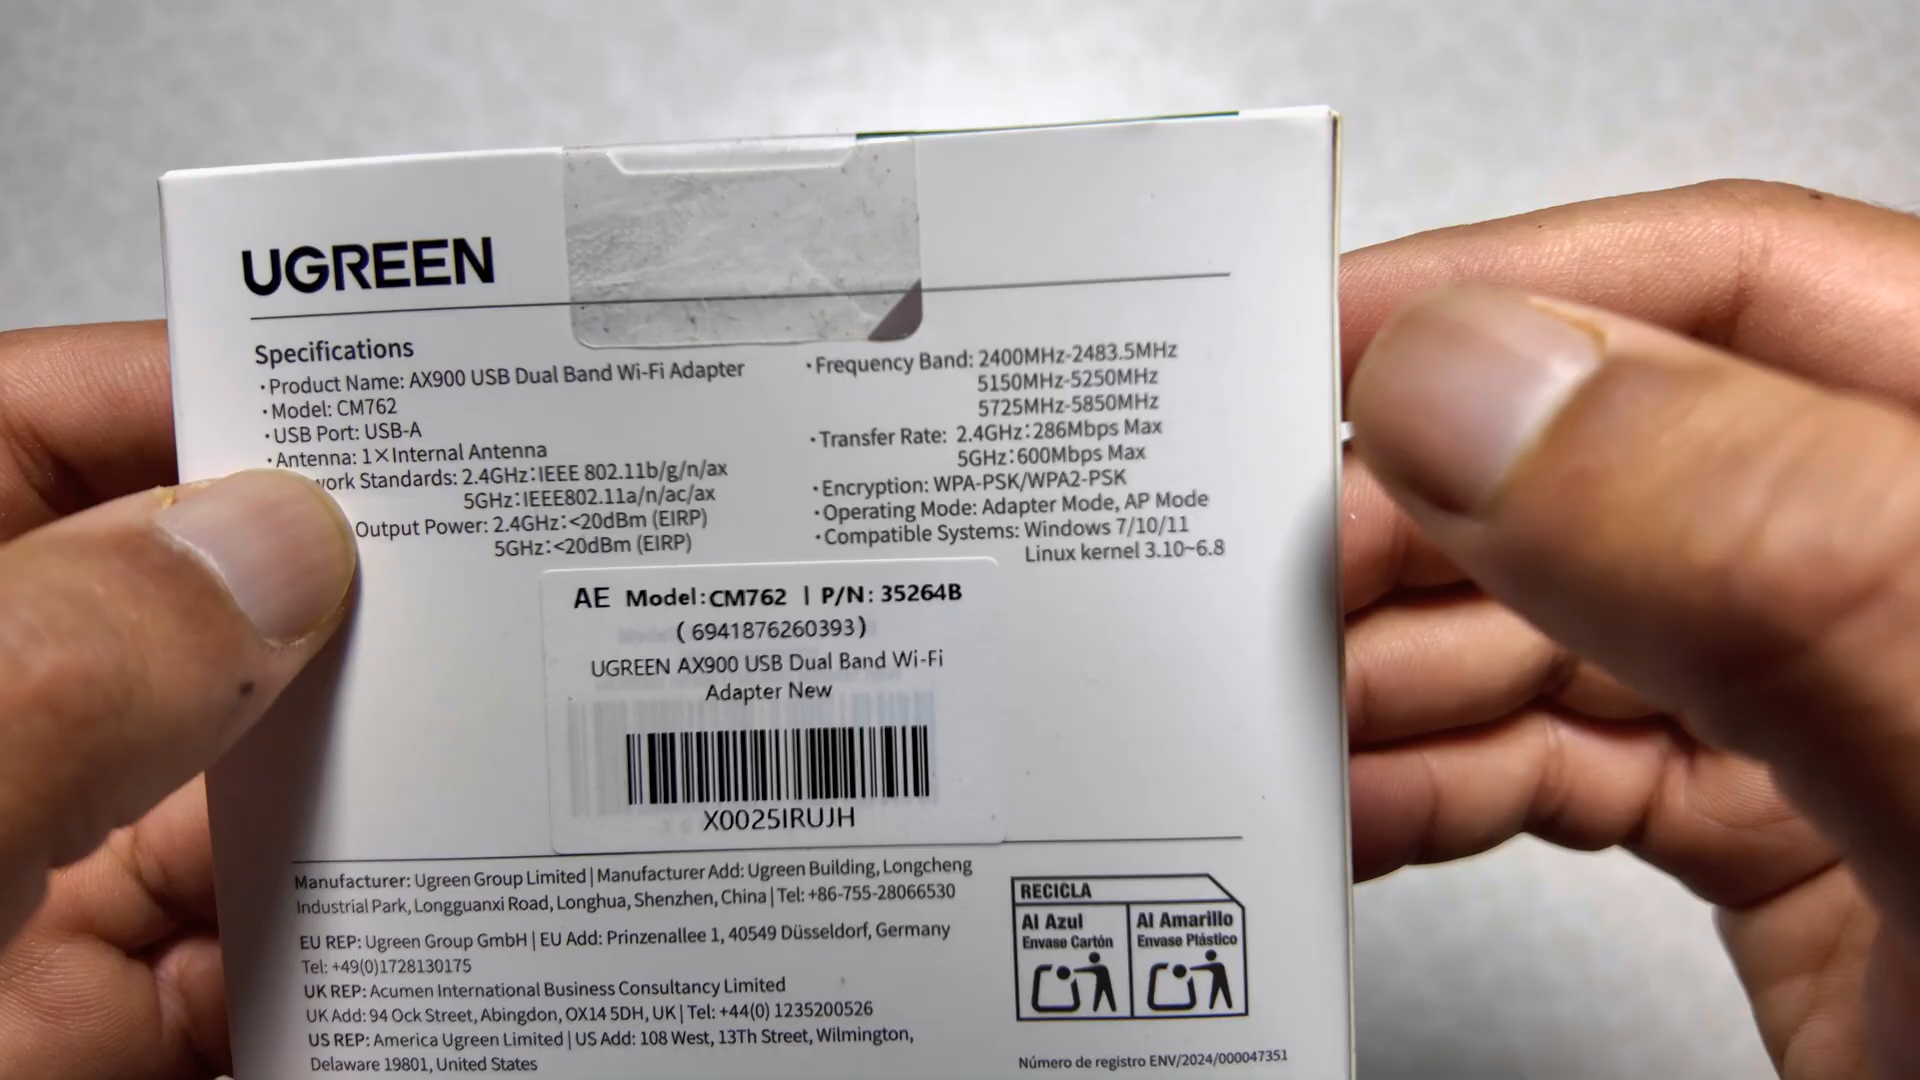 UGREEN
Specifications
·Product Name: AX900 USB Dual Band Wi-Fi Adapter
·Model: CM762
·USB Port: USB-A
·Antenna: 1×Internal Antenna
Standards: 2.4GHz:IEEE 802.11b/g/n/ax
5GHz:IEEE802.11a/n/ac/ax
Output Power: 2.4GHz:<20dBm (EIRP)
5GHz:<20dBm (EIRP)
·Frequency Band: 2400MHz-2483.5MHz
5150MHz-5250MHz
5725MHz-5850MHz
·Transfer Rate: 2.4GHz:286Mbps Max
5GHz:600Mbps Max
·Encryption: WPA-PSK/WPA2-PSK
·Operating Mode: Adapter Mode, AP Mode
·Compatible Systems: Windows 7/10/11
Linux kernel 3.10~6.8
AE Model:CM762 | P/N: 35264B
(6941876260393)
UGREEN AX900 USB Dual Band Wi-Fi
Adapter New
X0025IRUJH
Manufacturer: Ugreen Group Limited | Manufacturer Add: Ugreen Building, Longcheng
Industrial Park, Longguanxi Road, Longhua, Shenzhen, China | Tel: +86-755-28066530
EU REP: Ugreen Group GmbH | EU Add: Prinzenallee 1, 40549 Düsseldorf, Germany
Tel: +49(0)1728130175
UK REP: Acumen International Business Consultancy Limited
UK Add: 94 Ock Street, Abingdon, OX14 5DH, UK | Tel: +44(0) 1235200526
US REP: America Ugreen Limited | US Add: 108 West, 13Th Street, Wilmington,
Delaware 19801, United States
RECICLA
Al Azul
Envase Cartón
Al Amarillo
Envase Plástico
Número de registro ENV/2024/000047351